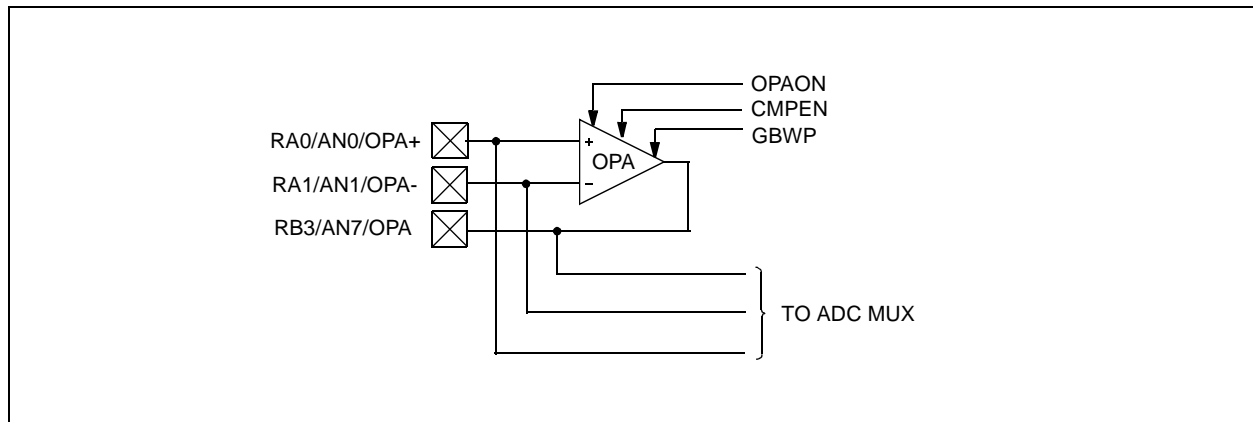 OPAON
CMPEN
GBWP
RA0/AN0/OPA+
+
OPA
RA1/AN1/OPA-
–
RB3/AN7/OPA
TO ADC MUX